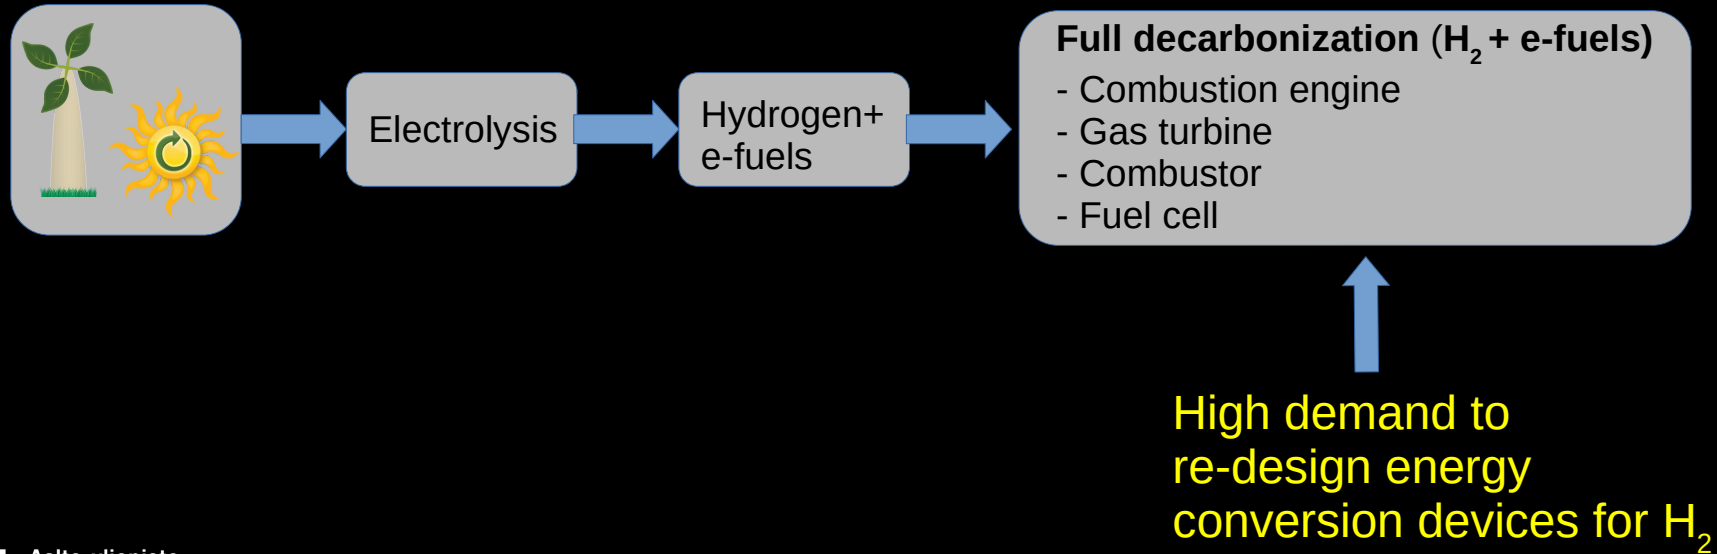 Electrolysis
Hydrogen+
e-fuels
Full decarbonization (H₂ + e-fuels)
- Combustion engine
- Gas turbine
- Combustor
- Fuel cell
High demand to
re-design energy
conversion devices for H₂